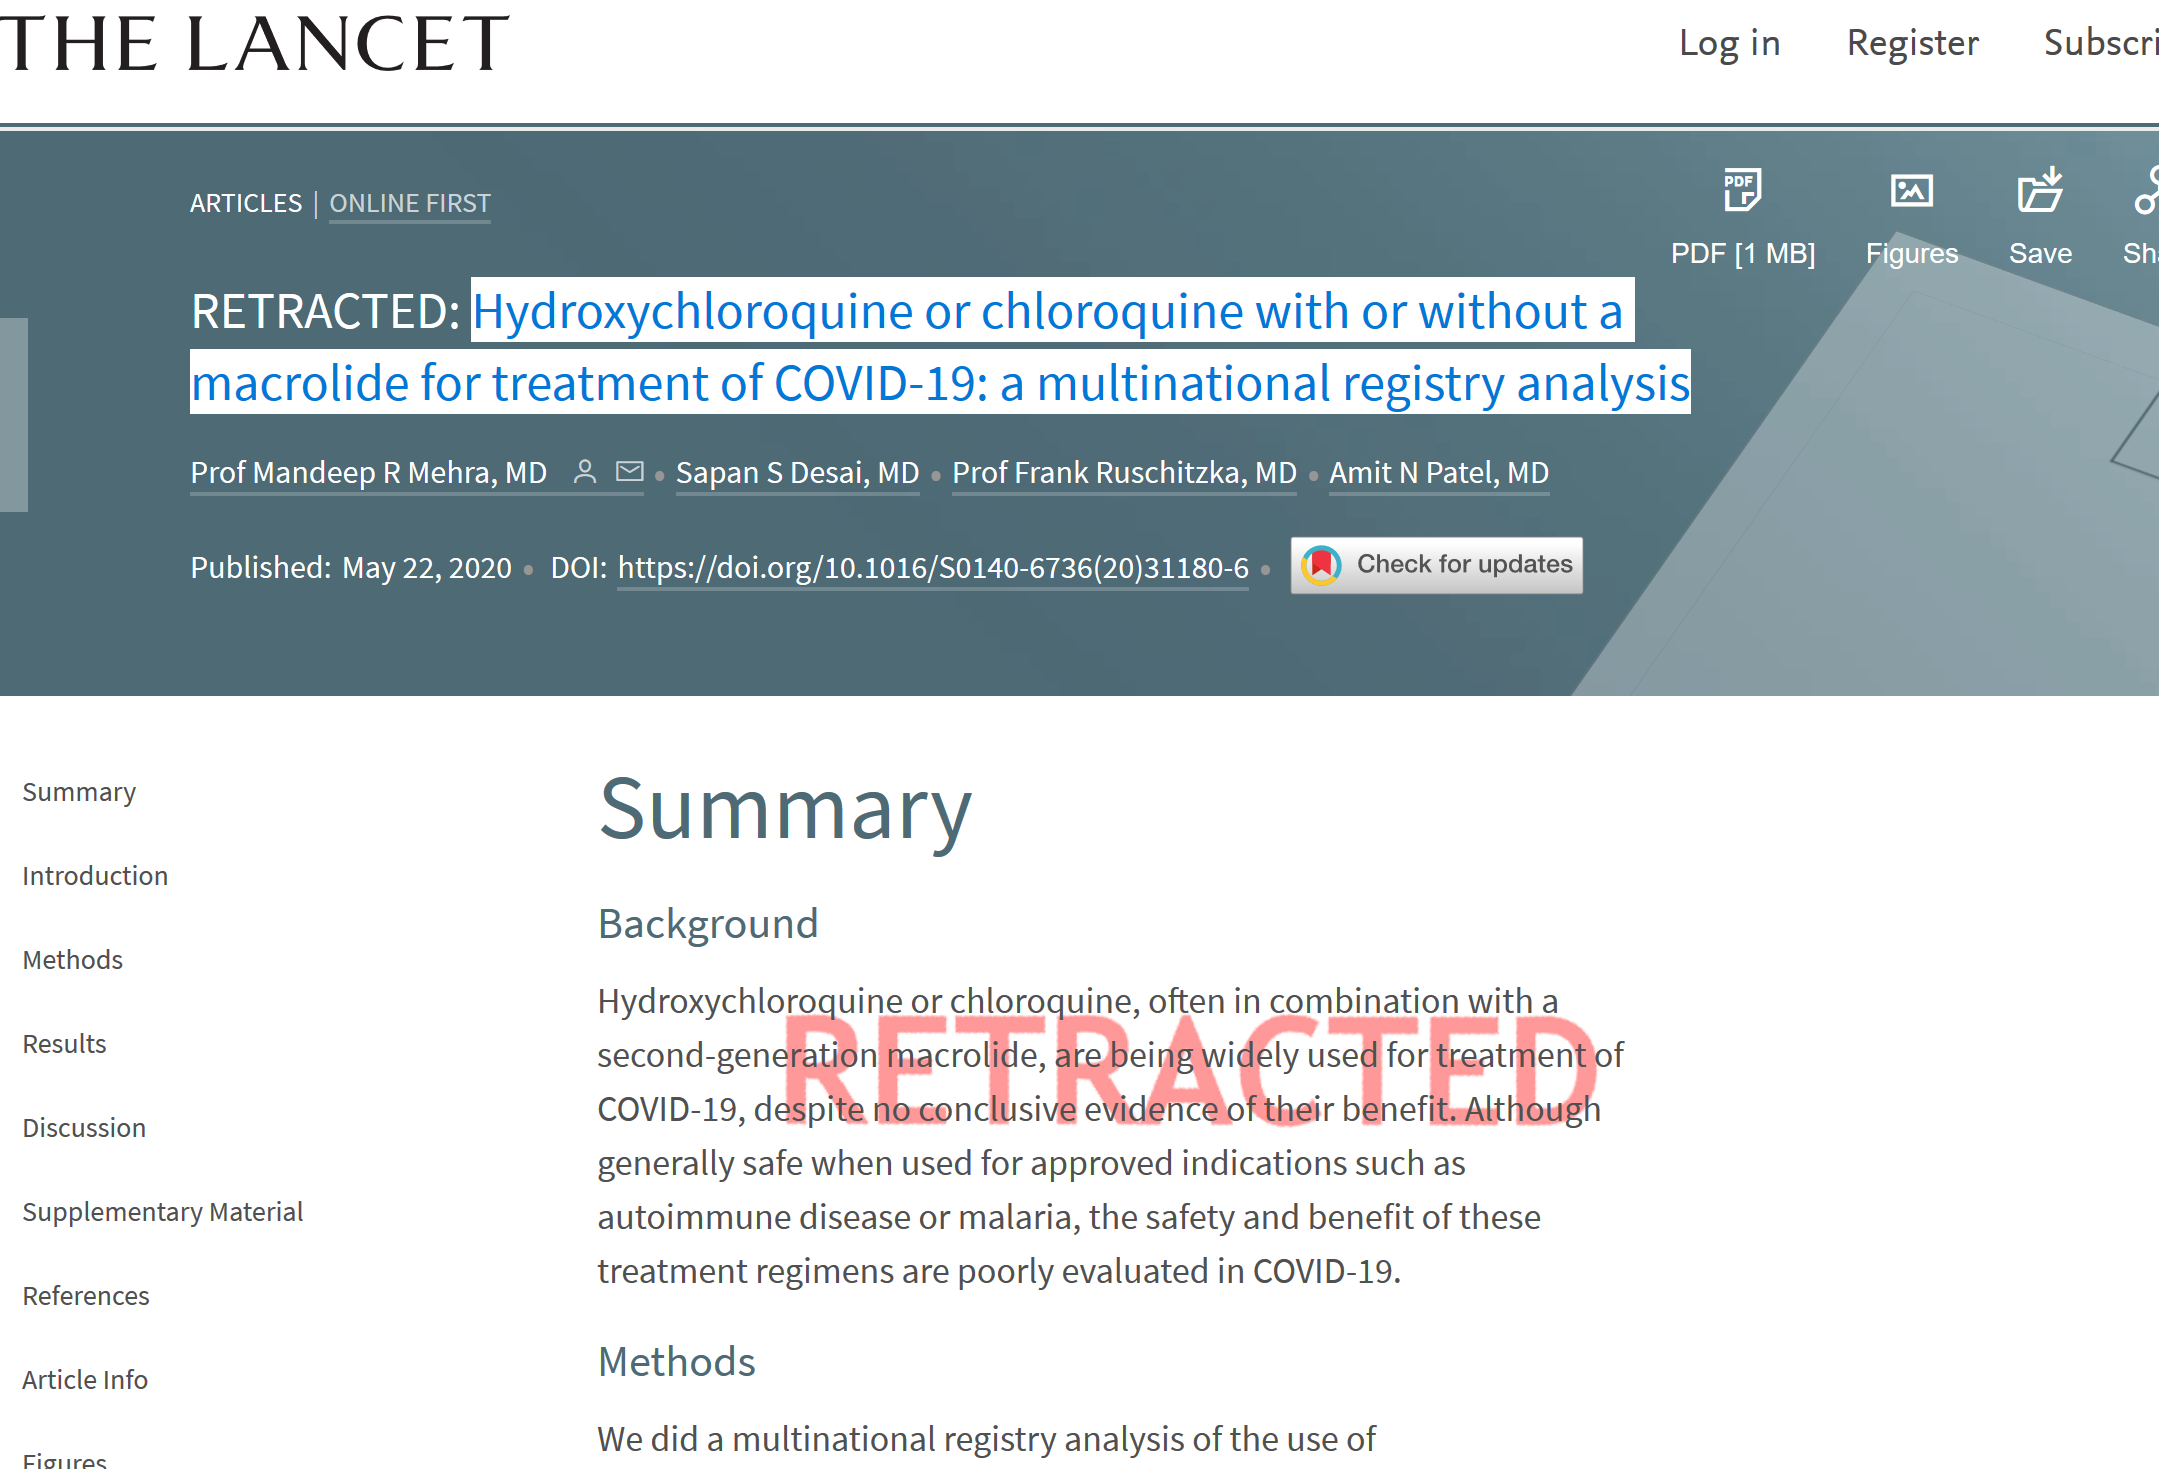 THE LANCET
Log in Register
ARTICLES | ONLINE FIRST
PDF
PDF [1 MB] Figures Save
RETRACTED: Hydroxychloroquine or chloroquine with or without a
macrolide for treatment of COVID-19: a multinational registry analysis
Prof Mandeep R Mehra, MD • Sapan S Desai, MD • Prof Frank Ruschitzka, MD • Amit N Patel, MD
Published: May 22, 2020 • DOI: https://doi.org/10.1016/S0140-6736(20)31180-6 • Check for updates
Summary
Introduction
Methods
Results
Discussion
Supplementary Material
References
Article Info
Figures
Summary
Background
Hydroxychloroquine or chloroquine, often in combination with a
second-generation macrolide, are being widely used for treatment of
COVID-19, despite no conclusive evidence of their benefit. Although
generally safe when used for approved indications such as
autoimmune disease or malaria, the safety and benefit of these
treatment regimens are poorly evaluated in COVID-19.
RETRACTED
Methods
We did a multinational registry analysis of the use of